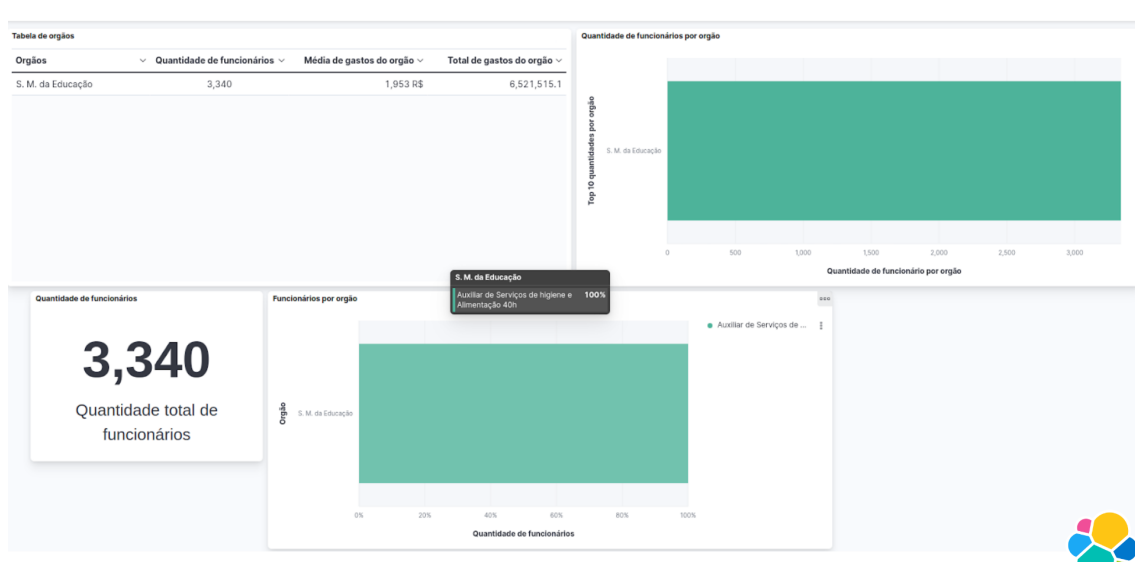 Tabela de orgãos
Orgãos Quantidade de funcionários Média de gastos do orgão Total de gastos do orgão
S. M. da Educação 3,340 1,953 R$ 6,521,515.1
Quantidade de funcionários por orgão
Top 10 quantidades por orgão
S. M. da Educação
0 500 1,000 1,500 2,000 2,500 3,000
Quantidade de funcionário por orgão
Quantidade de funcionários
3,340
Quantidade total de
funcionários
Funcionários por orgão
S. M. da Educação
Auxiliar de Serviços de higiene e 100%
Alimentação 40h
Auxiliar de Serviços de ...
Orgão
S. M. da Educação
0% 20% 40% 60% 80% 100%
Quantidade de funcionários